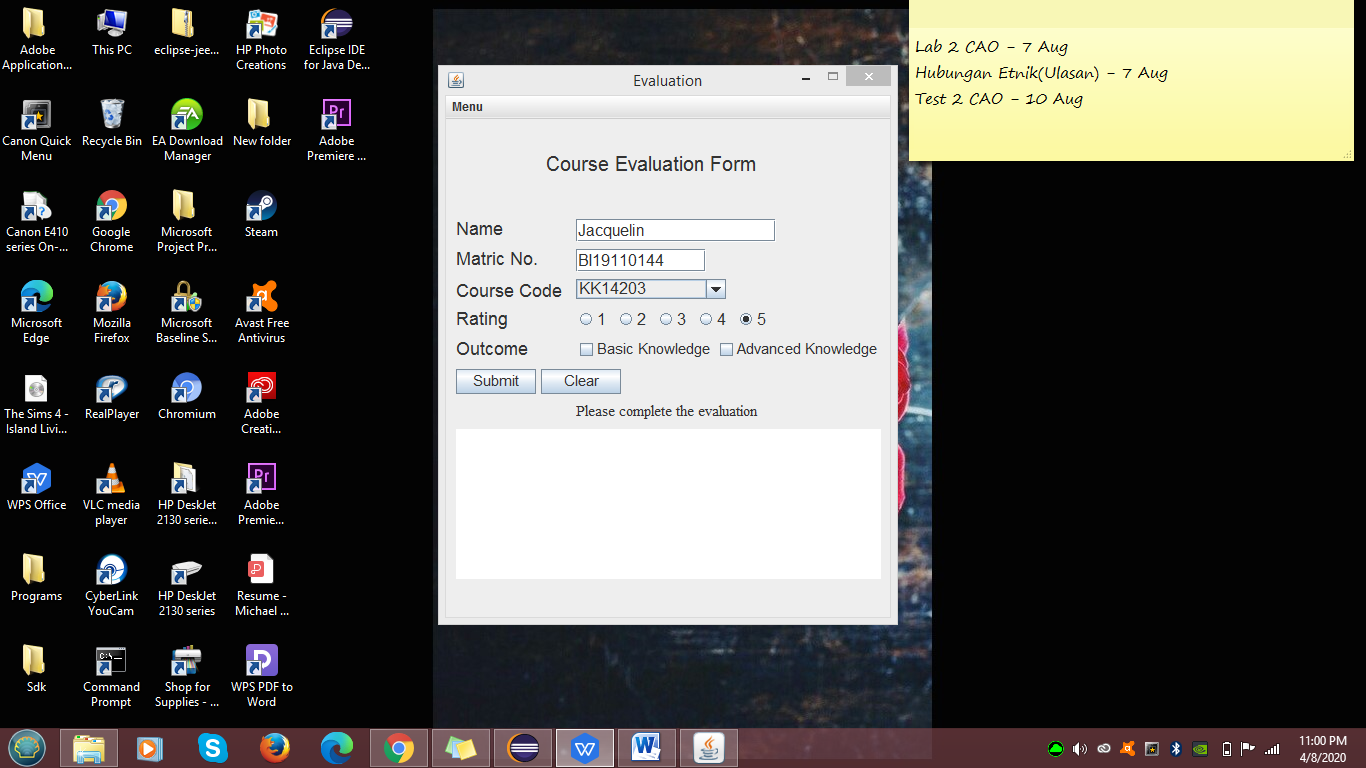 Adobe
Application...
This PC
eclipse-jee...
HP Photo
Creations
Eclipse IDE
for Java De...
Canon Quick
Menu
Recycle Bin
EA Download
Manager
New folder
Adobe
Premiere ...
Canon E410
series On-...
Google
Chrome
Microsoft
Project Pr...
Steam
Microsoft
Edge
Mozilla
Firefox
Microsoft
Baseline S...
Avast Free
Antivirus
The Sims 4 -
Island Livi...
RealPlayer
Chromium
Adobe
Creati...
WPS Office
VLC media
player
HP DeskJet
2130 serie...
Adobe
Premie...
Programs
CyberLink
YouCam
HP DeskJet
2130 series
Resume -
Michael ...
Sdk
Command
Prompt
Shop for
Supplies - ...
WPS PDF to
Word
Evaluation
Menu
Course Evaluation Form
Name Jacquelin
Matric No. BI19110144
Course Code KK14203
Rating 1 2 3 4 5
Outcome Basic Knowledge Advanced Knowledge
Submit Clear
Please complete the evaluation
Lab 2 CAO - 7 Aug
Hubungan Etnik(Ulasan) - 7 Aug
Test 2 CAO - 10 Aug
11:00 PM
4/8/2020